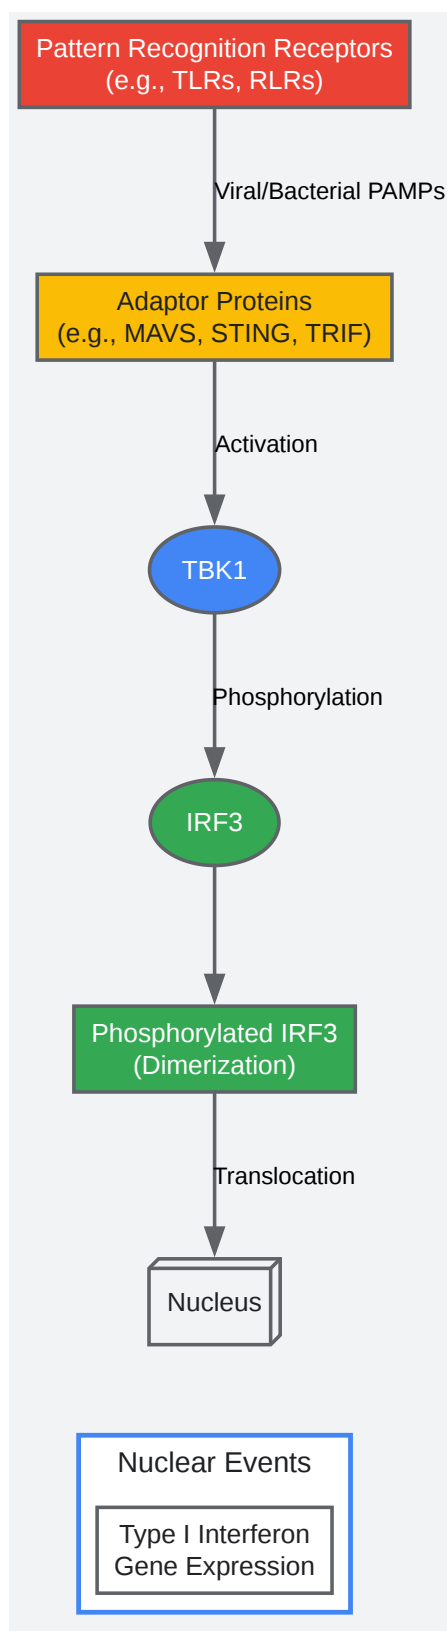 Pattern Recognition Receptors
(e.g., TLRs, RLRs)
Viral/Bacterial PAMPs
Adaptor Proteins
(e.g., MAVS, STING, TRIF)
Activation
TBK1
Phosphorylation
IRF3
Phosphorylated IRF3
(Dimerization)
Translocation
Nucleus
Nuclear Events
Type I Interferon
Gene Expression